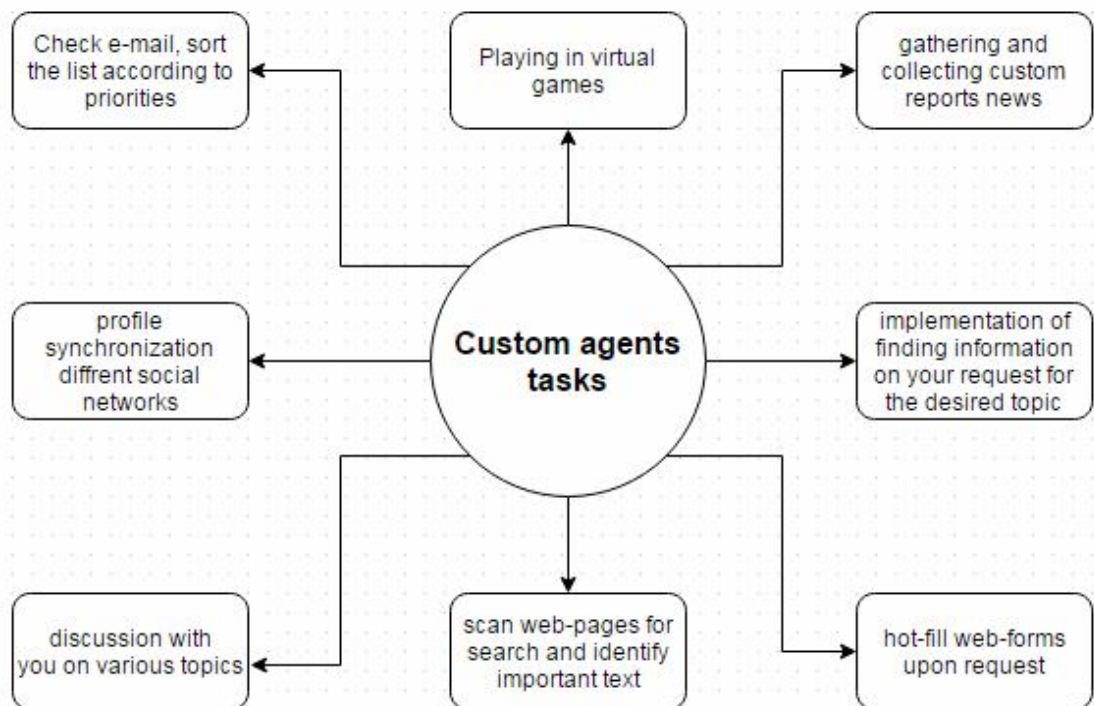 Check e-mail, sort
the list according to
priorities
Playing in virtual
games
gathering and
collecting custom
reports news
profile
synchronization
diffrent social
networks
Custom agents
tasks
implementation of
finding information
on your request for
the desired topic
discussion with
you on various topics
scan web-pages for
search and identify
important text
hot-fill web-forms
upon request